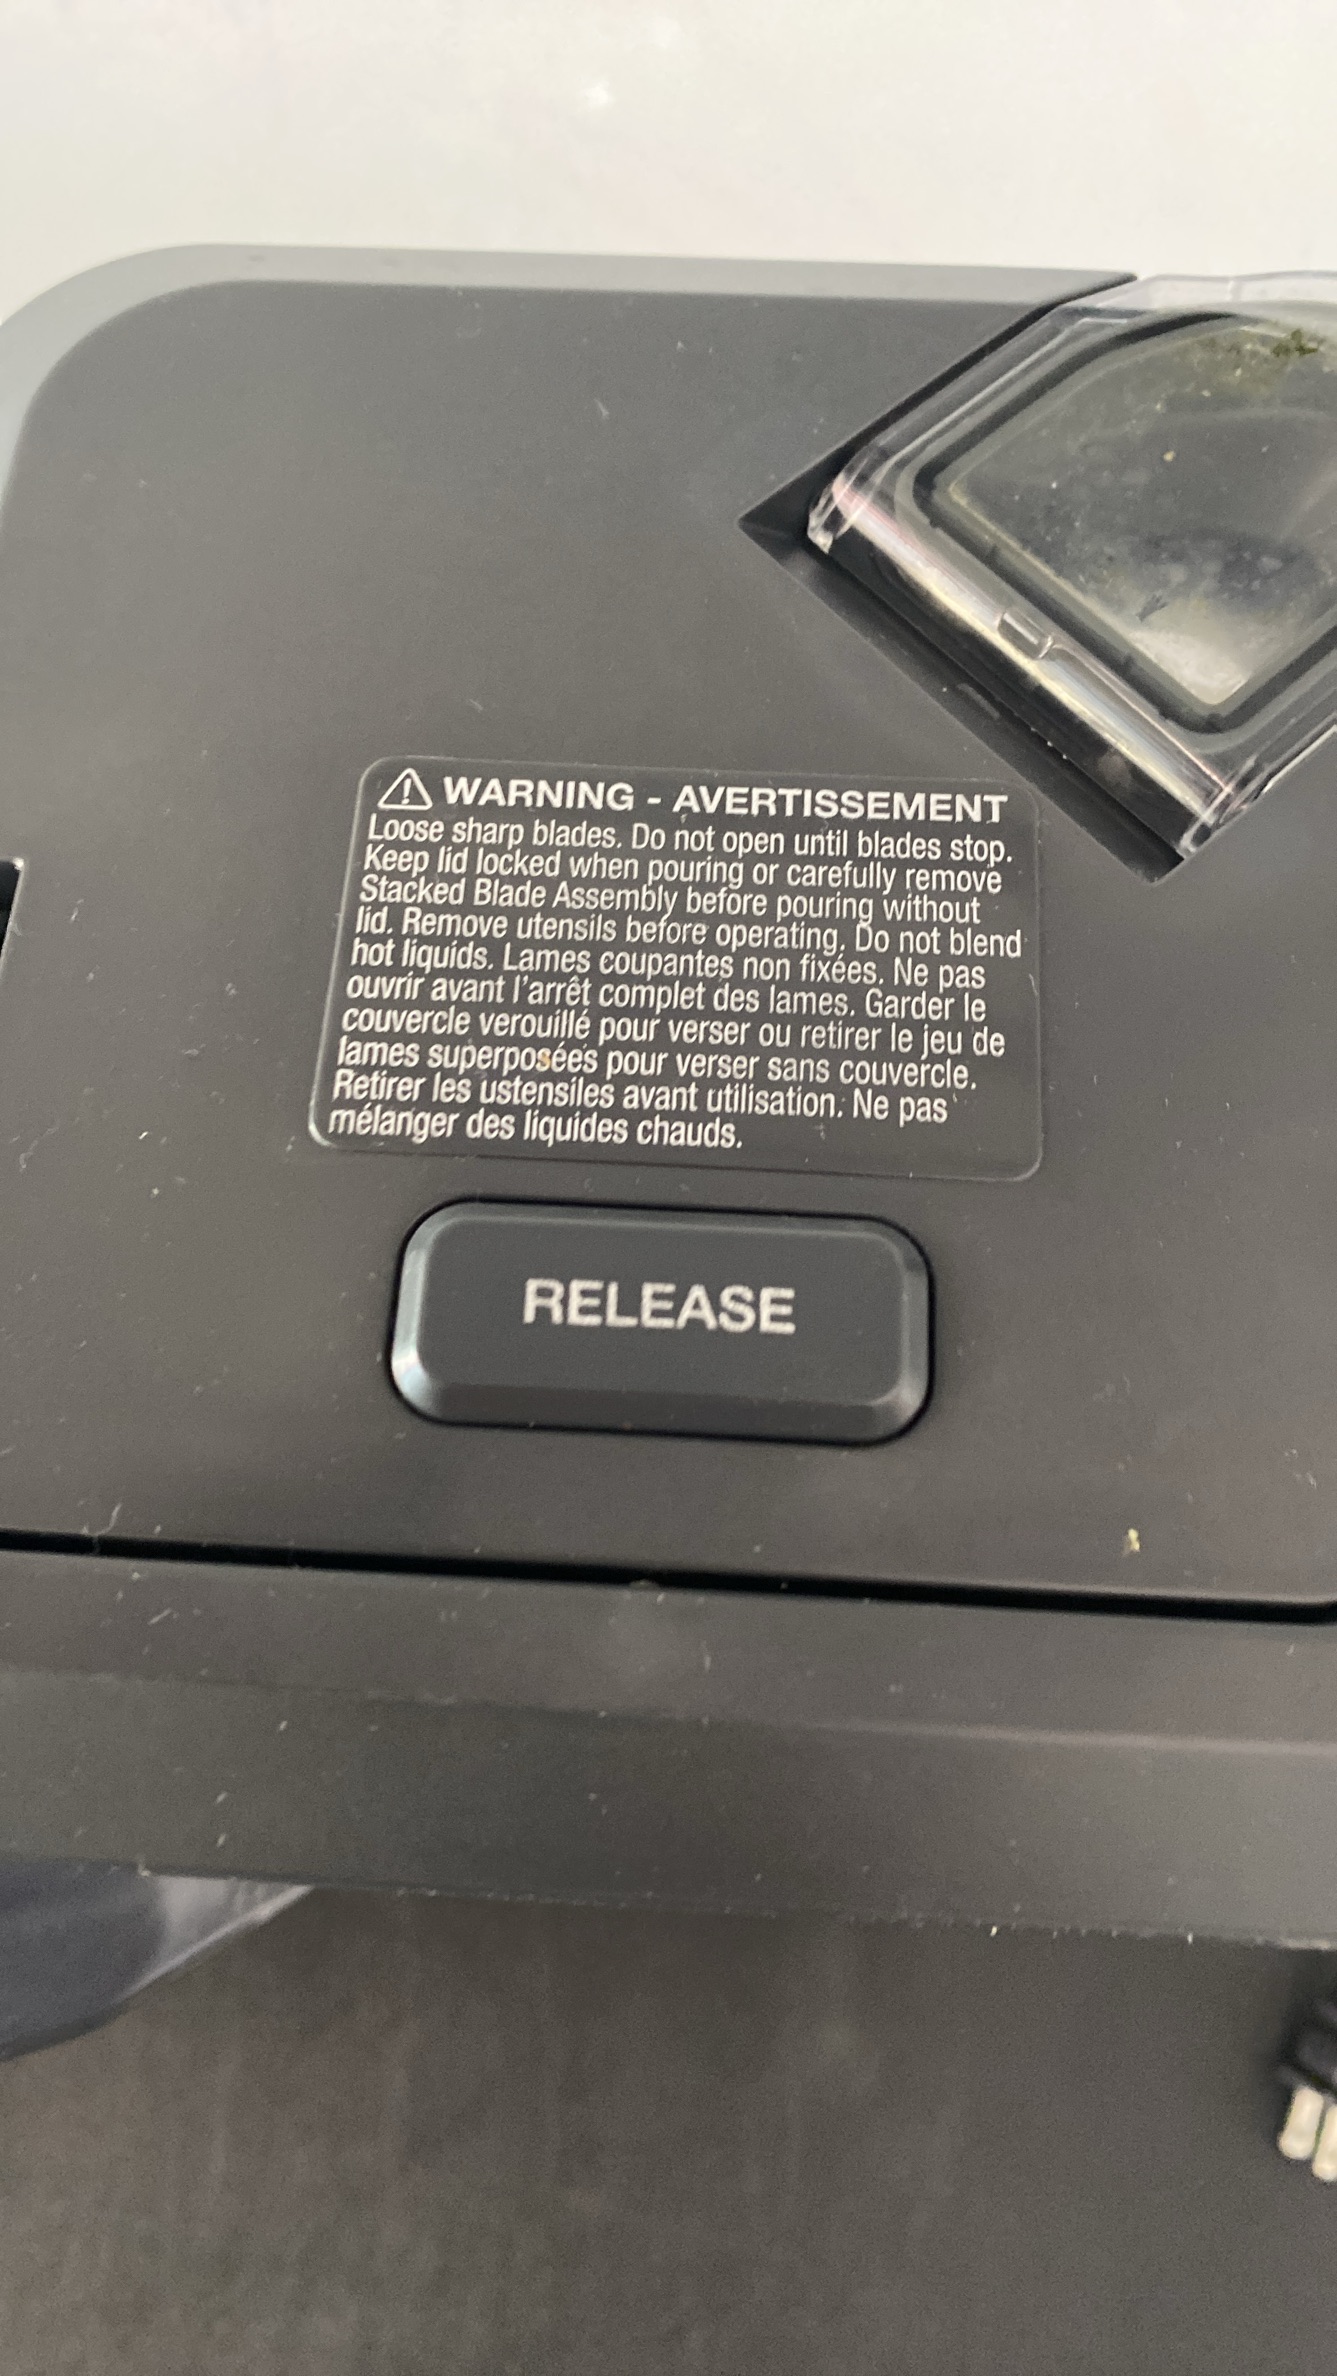 WARNING - AVERTISSEMENT
Loose sharp blades. Do not open until blades stop.
Keep lid locked when pouring or carefully remove
Stacked Blade Assembly before pouring without
lid. Remove utensils before operating. Do not blend
hot liquids. Lames coupantes non fixées. Ne pas
ouvrir avant l'arrêt complet des lames. Garder le
couvercle verouillé pour verser ou retirer le jeu de
lames superposées pour verser sans couvercle.
Retirer les ustensiles avant utilisation. Ne pas
mélanger des liquides chauds.
RELEASE